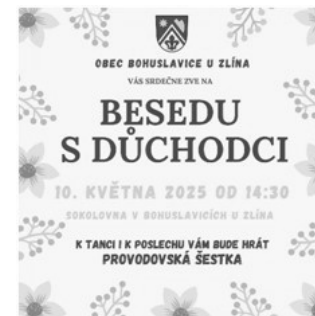 OBEC BOHUSLAVICE U ZLÍNA
VÁS SRDEČNE ZVE NA
BESEDU
S DŮCHODCI
10. KVĚTNA 2025 OD 14:30
SOKOLOVNA V BOHUSLAVICÍCH U ZLÍNA
K TANCI I K POSLECHU VÁM BUDE HRÁT
PROVODOVSKÁ ŠESTKA